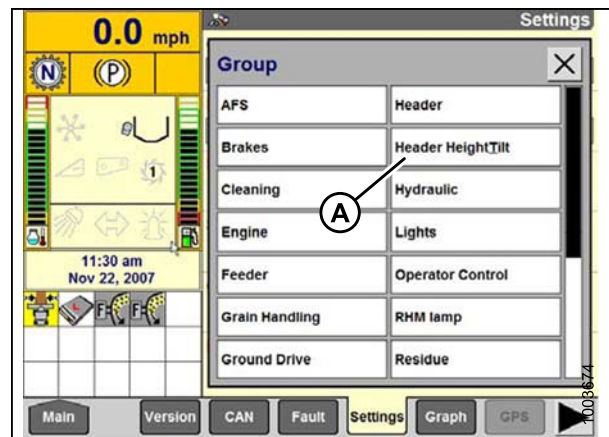 0.0 mph
Settings
N
(P)
Group
AFS
Header
Brakes
Header HeightTilt
Cleaning
Hydraulic
A
Engine
Lights
Feeder
Operator Control
Grain Handling
RHM lamp
Ground Drive
Residue
1
11:30 am
Nov 22, 2007
F
F
Main
Version
CAN
Fault
Settings
Graph
GPS
1003674